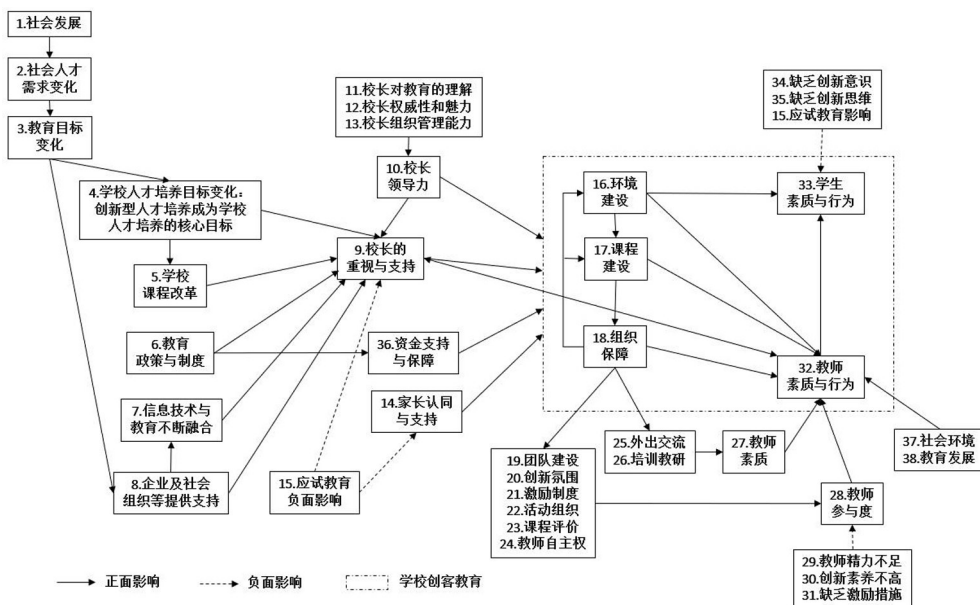 1.社会发展
2.社会人才
需求变化
3.教育目标
变化
4.学校人才培养目标变化：
创新型人才培养成为学校
人才培养的核心目标
5.学校
课程改革
6.教育
政策与制度
7.信息技术与
教育不断融合
8.企业及社会
组织等提供支持
11.校长对教育的理解
12.校长权威性和魅力
13.校长组织管理能力
10.校长
领导力
9.校长的
重视与支持
36.资金支持
与保障
14.家长认同
与支持
15.应试教育
负面影响
34.缺乏创新意识
35.缺乏创新思维
15.应试教育影响
16.环境
建设
17.课程
建设
18.组织
保障
33.学生
素质与行为
32.教师
素质与行为
25.外出交流
26.培训教研
27.教师
素质
37.社会环境
38.教育发展
19.团队建设
20.创新氛围
21.激励制度
22.活动组织
23.课程评价
24.教师自主权
28.教师
参与度
29.教师精力不足
30.创新素养不高
31.缺乏激励措施
正面影响
负面影响
学校创客教育